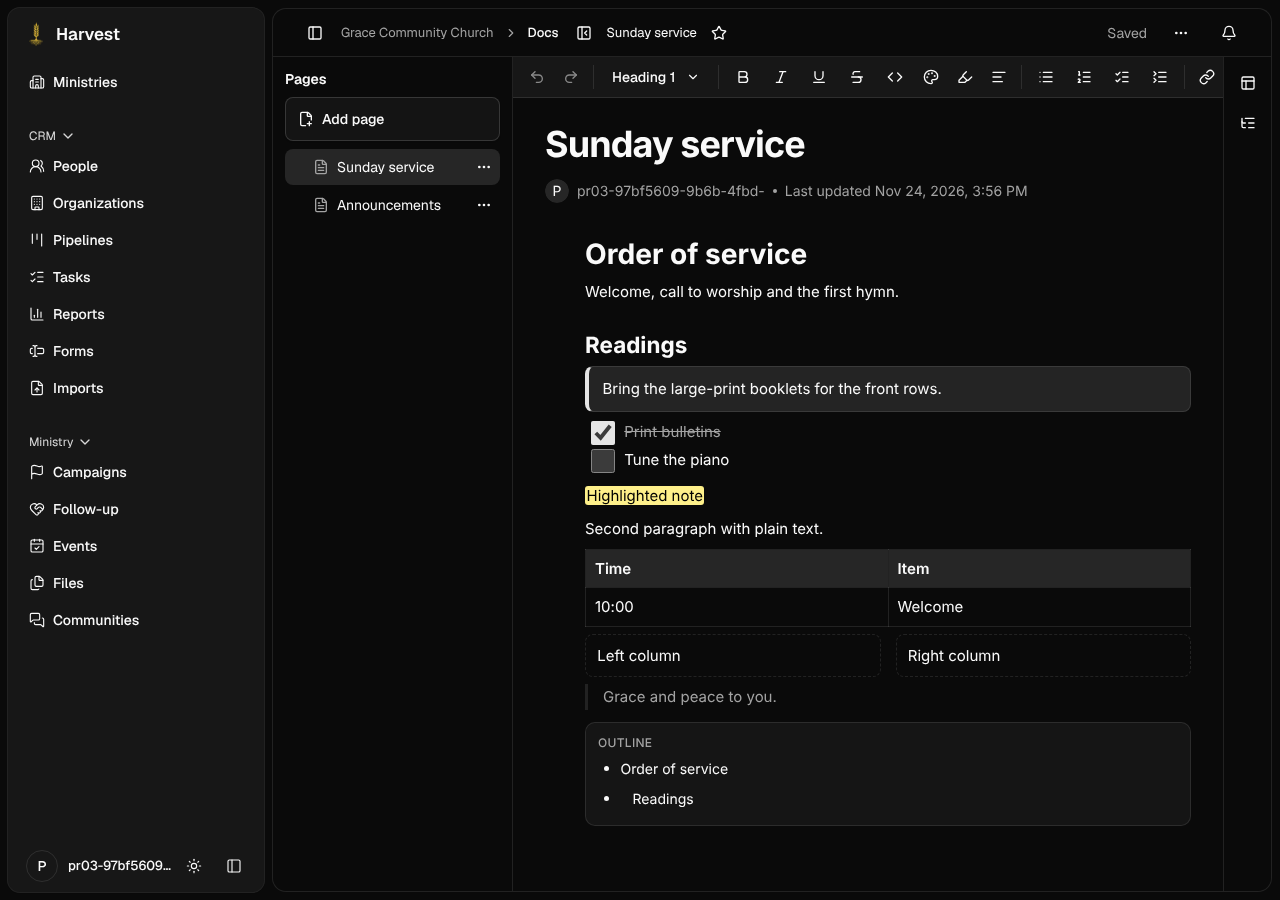 Harvest
Ministries
CRM
People
Organizations
Pipelines
Tasks
Reports
Forms
Imports
Ministry
Campaigns
Follow-up
Events
Files
Communities
P pr03-97bf5609...
Grace Community Church > Docs Sunday service Saved
Pages
Add page
Sunday service
Announcements
Heading 1
Sunday service
P pr03-97bf5609-9b6b-4fbd- • Last updated Nov 24, 2026, 3:56 PM
Order of service
Welcome, call to worship and the first hymn.
Readings
Bring the large-print booklets for the front rows.
Print bulletins
Tune the piano
Highlighted note
Second paragraph with plain text.
Time Item
10:00 Welcome
Left column Right column
Grace and peace to you.
OUTLINE
• Order of service
• Readings